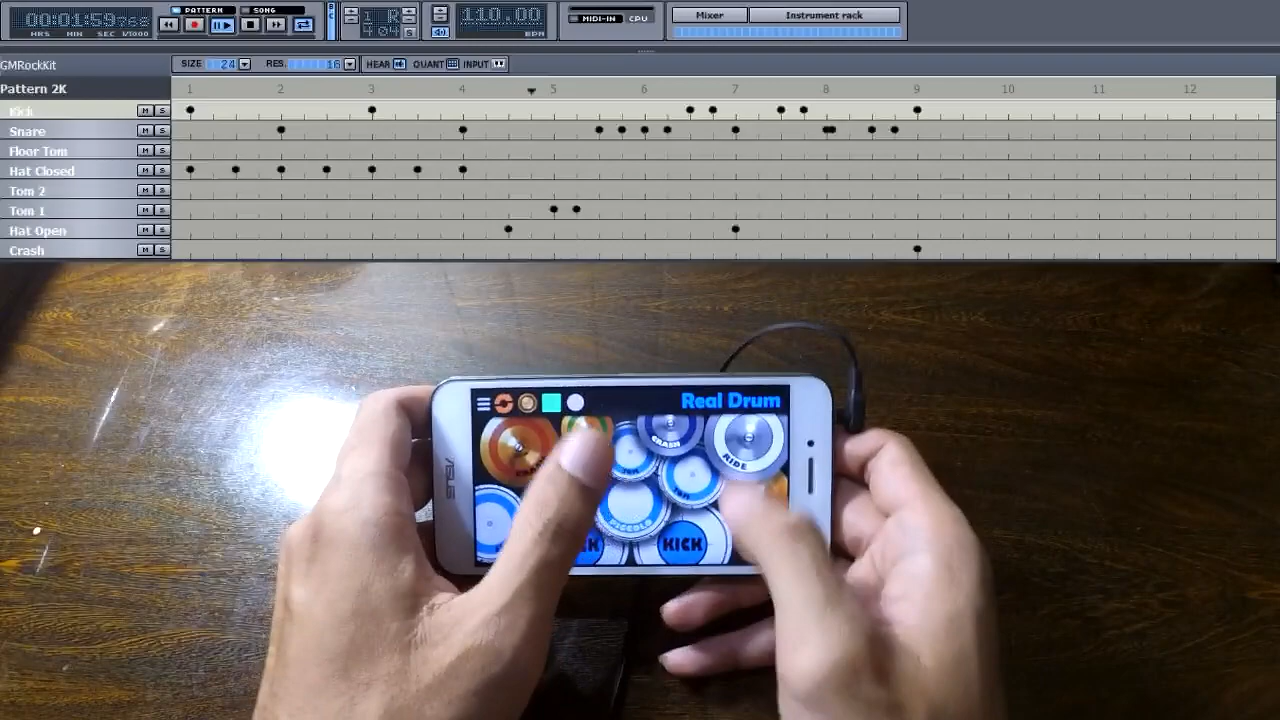 PATTERN SONG
00:01:59768
HRS MIN SEC 1/1000
B
C
I R
404 S
110.00
BPM
MIDI-IN CPU
Mixer Instrument rack
GMRockKit
SIZE 24 RES. 16 HEAR QUANT INPUT
Pattern 2K
1 2 3 4 5 6 7 8 9 10 11 12
Kick M S
Snare M S
Floor Tom M S
Hat Closed M S
Tom 2 M S
Tom 1 M S
Hat Open M S
Crash M S
Real Drum
CRASH
RIDE
TOM
PICCOLO
KICK
ASUS